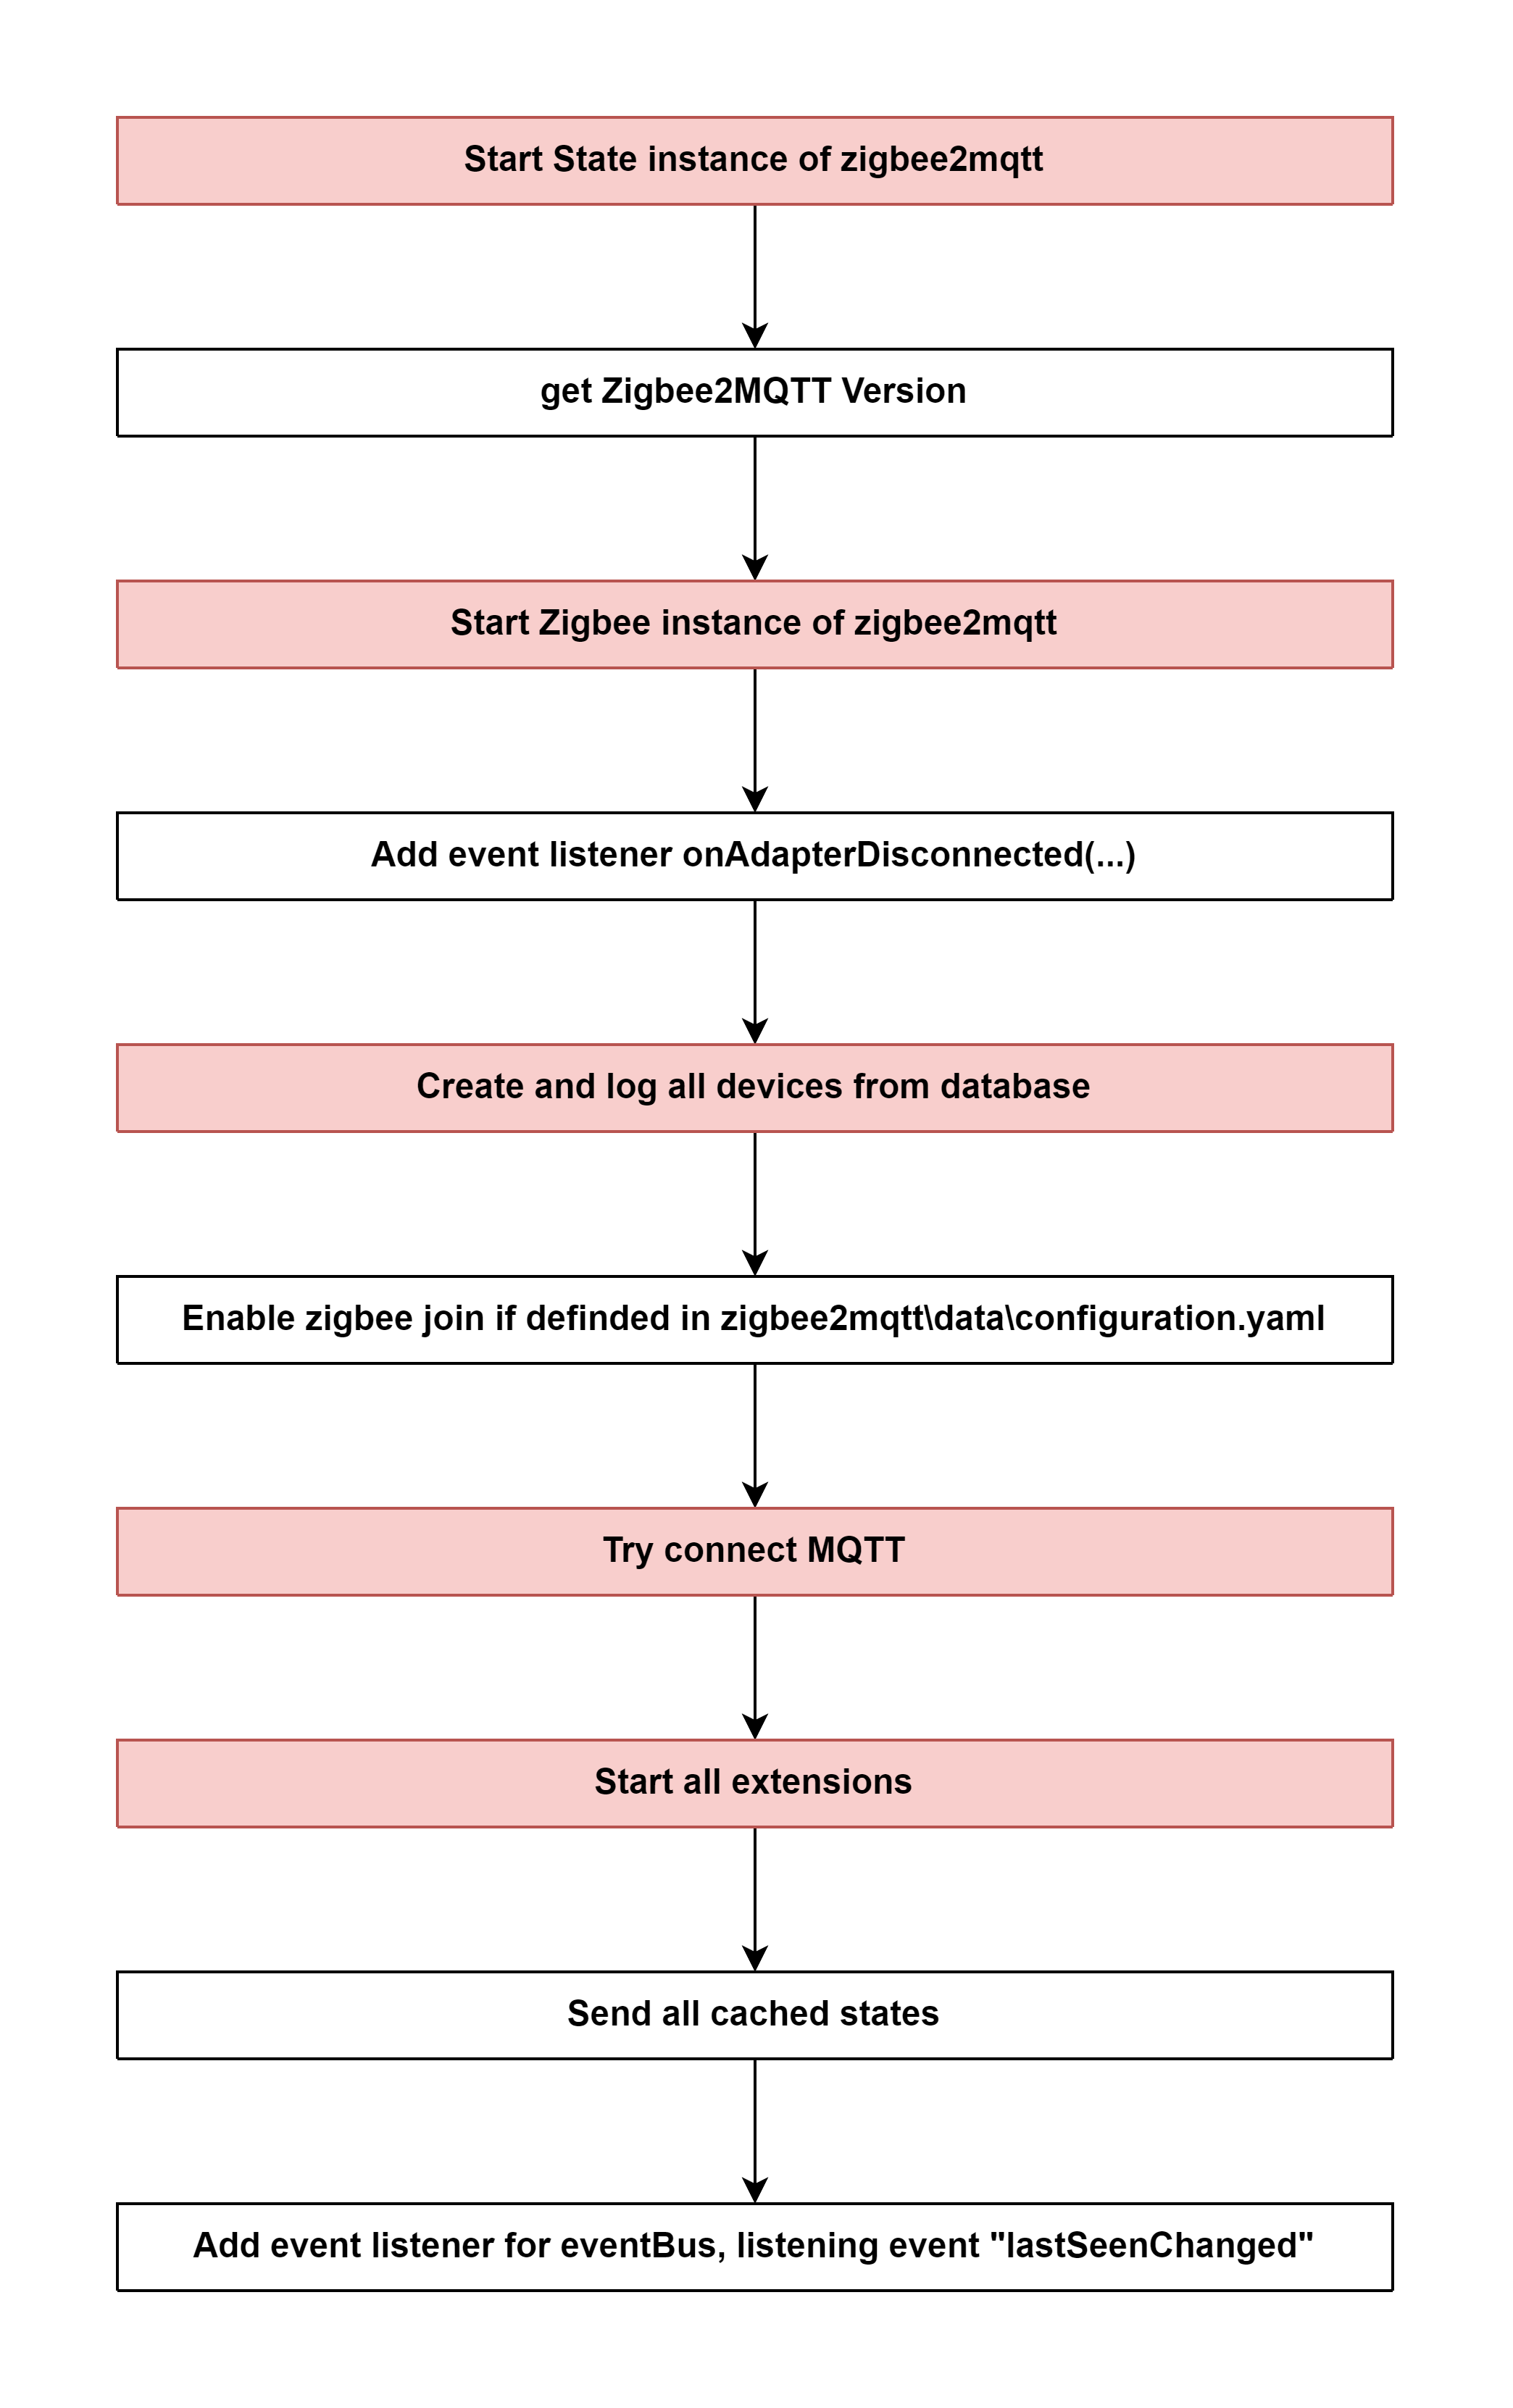 Start State instance of zigbee2mqtt
get Zigbee2MQTT Version
Start Zigbee instance of zigbee2mqtt
Add event listener onAdapterDisconnected(...)
Create and log all devices from database
Enable zigbee join if definded in zigbee2mqtt\data\configuration.yaml
Try connect MQTT
Start all extensions
Send all cached states
Add event listener for eventBus, listening event "lastSeenChanged"